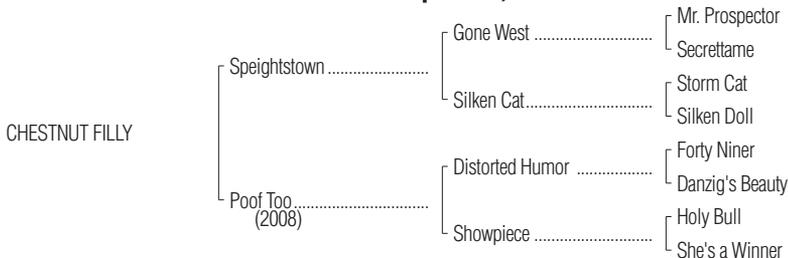 Mr. Prospector
Gone West ........................
Secrettame
Speightstown ........................
Storm Cat
Silken Cat..........................
Silken Doll
CHESTNUT FILLY
Forty Niner
Distorted Humor ..................
Danzig's Beauty
Poof Too................................
(2008)
Holy Bull
Showpiece ........................
She's a Winner